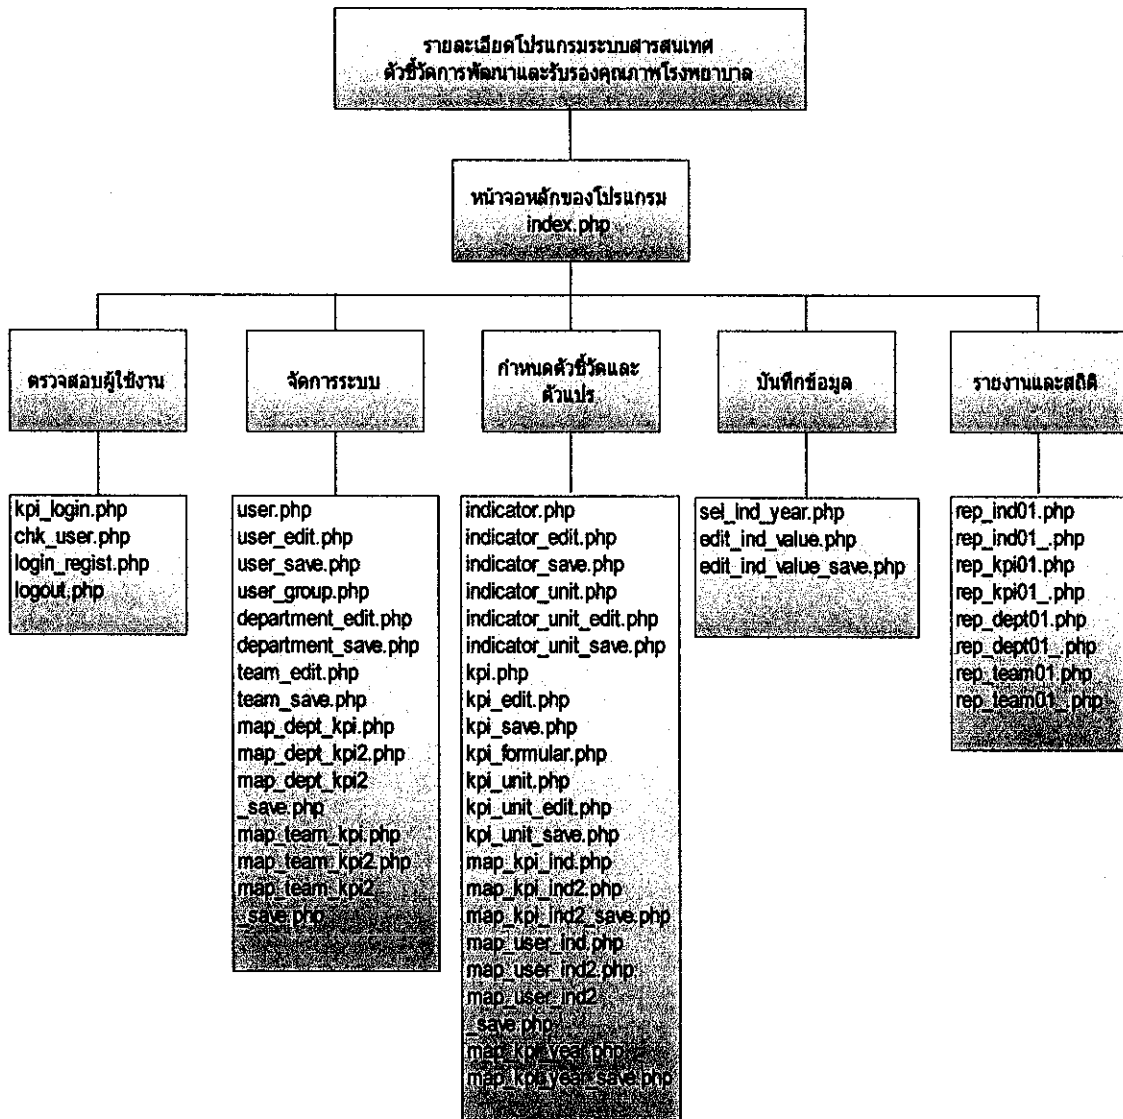 รายละเอียดโปรแกรมระบบสารสนเทศ
ตัวชี้วัดการพัฒนาและรับรองคุณภาพโรงพยาบาล
หน้าจอหลักของโปรแกรม
index.php
ตรวจสอบผู้ใช้งาน
จัดการระบบ
กำหนดตัวชี้วัดและ
ตัวแปร
บันทึกข้อมูล
รายงานและสถิติ
kpi_login.php
chk_user.php
login_regist.php
logout.php
user.php
user_edit.php
user_save.php
user_group.php
department_edit.php
department_save.php
team_edit.php
team_save.php
map_dept_kpi.php
map_dept_kpi2.php
map_dept_kpi2
_save.php
map_team_kpi.php
map_team_kpi2.php
map_team_kpi2
_save.php
indicator.php
indicator_edit.php
indicator_save.php
indicator_unit.php
indicator_unit_edit.php
indicator_unit_save.php
kpi.php
kpi_edit.php
kpi_save.php
kpi_formular.php
kpi_unit.php
kpi_unit_edit.php
kpi_unit_save.php
map_kpi_ind.php
map_kpi_ind2.php
map_kpi_ind2_save.php
map_user_ind.php
map_user_ind2.php
map_user_ind2
_save.php
map_kpi_year.php
map_kpi_year_save.php
sel_ind_year.php
edit_ind_value.php
edit_ind_value_save.php
rep_ind01.php
rep_ind01_.php
rep_kpi01.php
rep_kpi01_.php
rep_dept01.php
rep_dept01_.php
rep_team01.php
rep_team01_.php